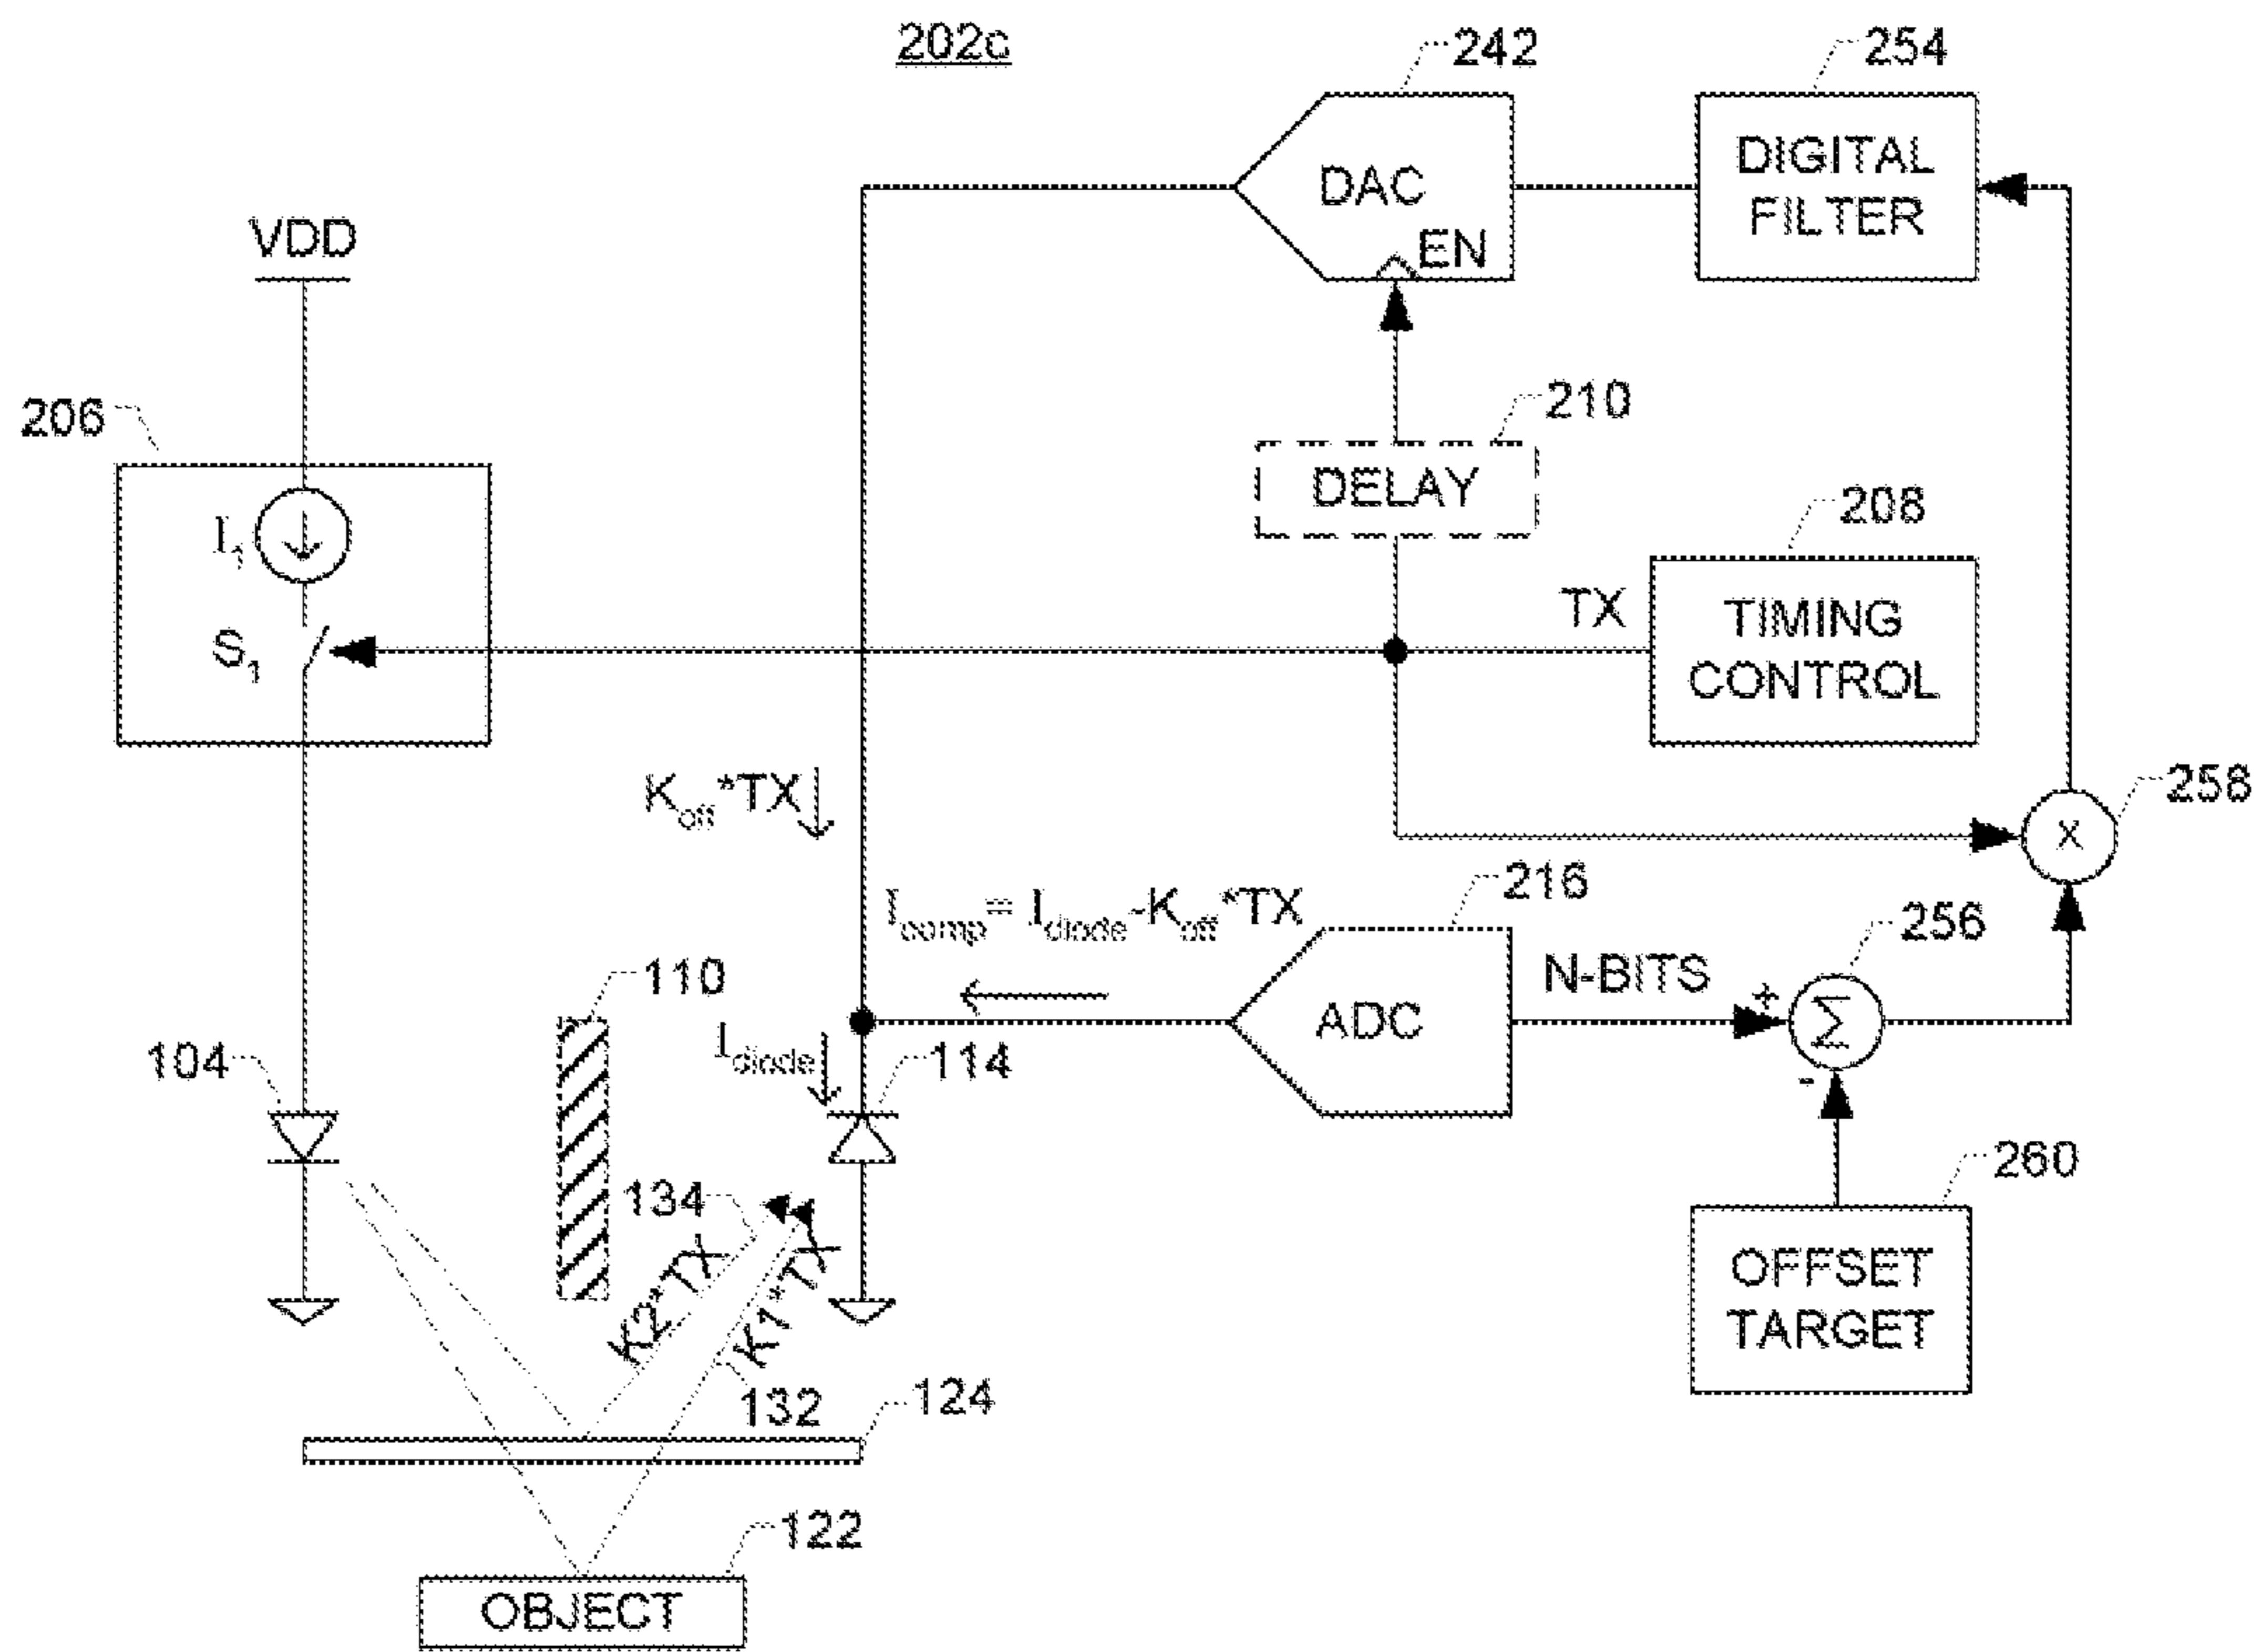 202c
242
254
DAC
EN
DIGITAL
FILTER
VDD
206
210
DELAY
208
I1
S1
TX
TIMING
CONTROL
Koff*TX
258
X
216
Icomp= Idiode-Koff*TX
256
110
N-BITS
+
Σ
-
ADC
104
Idiode
114
134
260
K2*TX
K1*TX
OFFSET
TARGET
132
124
122
OBJECT